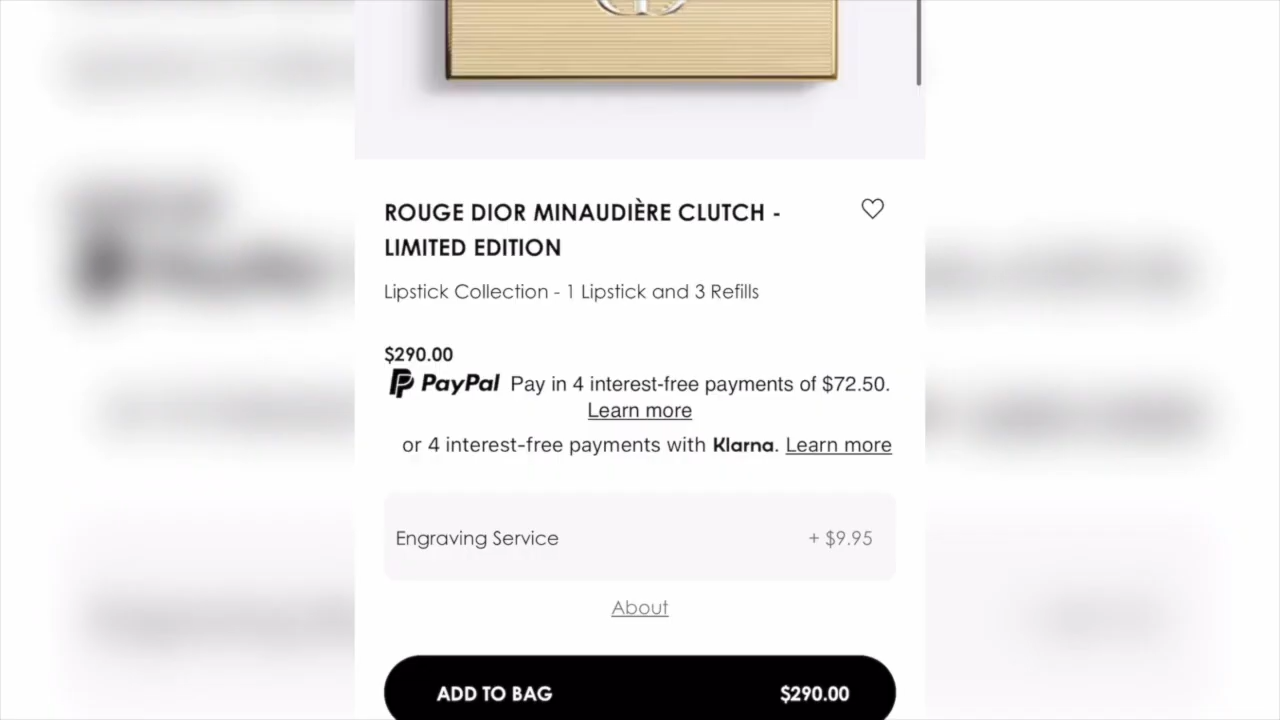 ROUGE DIOR MINAUDIÈRE CLUTCH -
LIMITED EDITION
Lipstick Collection - 1 Lipstick and 3 Refills
$290.00
PayPal Pay in 4 interest-free payments of $72.50.
Learn more
or 4 interest-free payments with Klarna. Learn more
Engraving Service + $9.95
About
ADD TO BAG $290.00